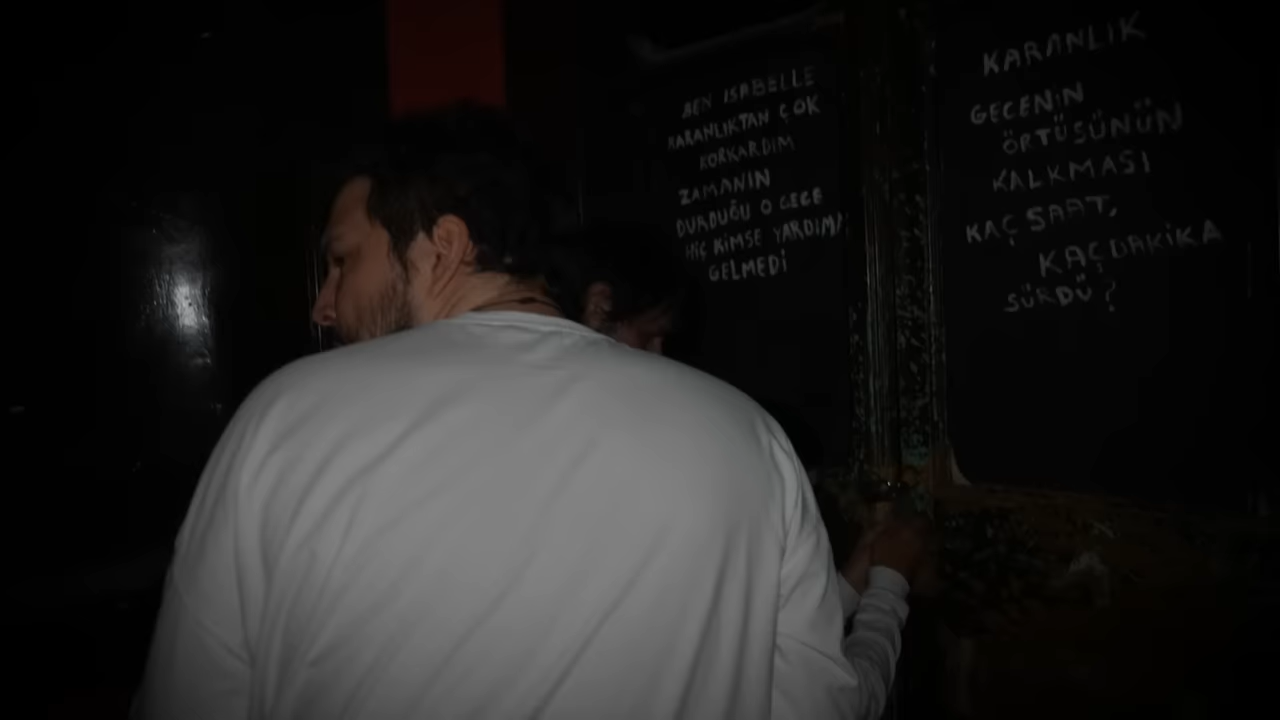 BEN ISABELLE
KARANLIKTAN ÇOK
KORKARDIM
ZAMANIN
DURDUĞU O GECE
HİÇ KİMSE YARDIMA
GELMEDİ
KARANLIK
GECENİN
ÖRTÜSÜNÜN
KALKMASI
KAÇ SAAT,
KAÇ DAKİKA
SÜRDÜ?